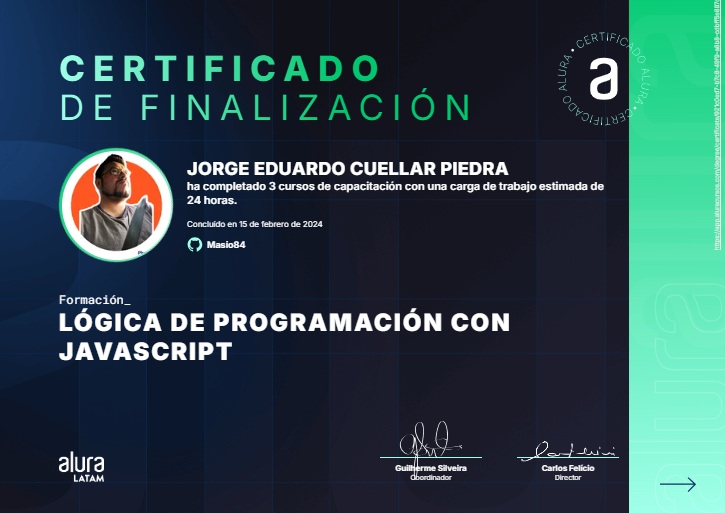 CERTIFICADO
DE FINALIZACIÓN
CERTIFICADO ALURA • CERTIFICADO ALURA •
a
JORGE EDUARDO CUELLAR PIEDRA
ha completado 3 cursos de capacitación con una carga de trabajo estimada de
24 horas.
Concluido en 15 de febrero de 2024
Masio84
Formación_
LÓGICA DE PROGRAMACIÓN CON
JAVASCRIPT
alura
LATAM
Guilherme Silveira
Coordinador
Carlos Felício
Director
alura